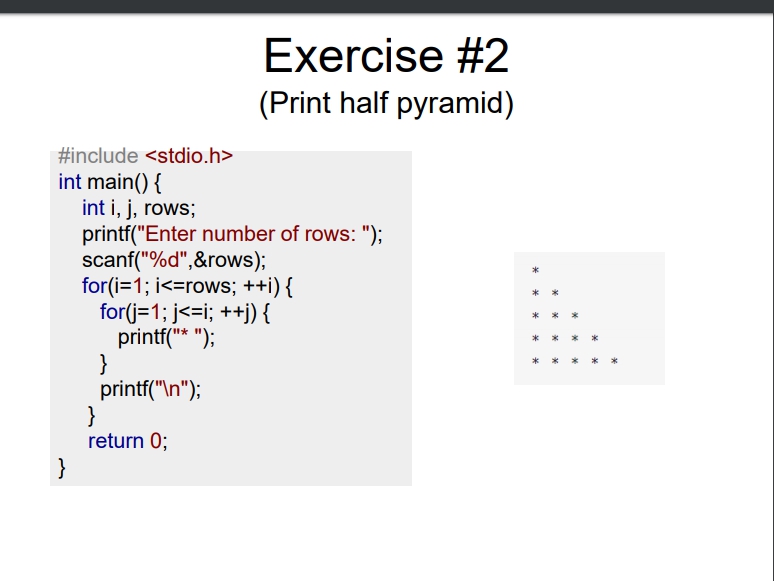 Exercise #2
(Print half pyramid)
#include <stdio.h>
int main() {
int i, j, rows;
printf("Enter number of rows: ");
scanf("%d",&rows);
for(i=1; i<=rows; ++i) {
for(j=1; j<=i; ++j) {
printf("* ");
}
printf("\n");
}
return 0;
}
*
* *
* * *
* * * *
* * * * *